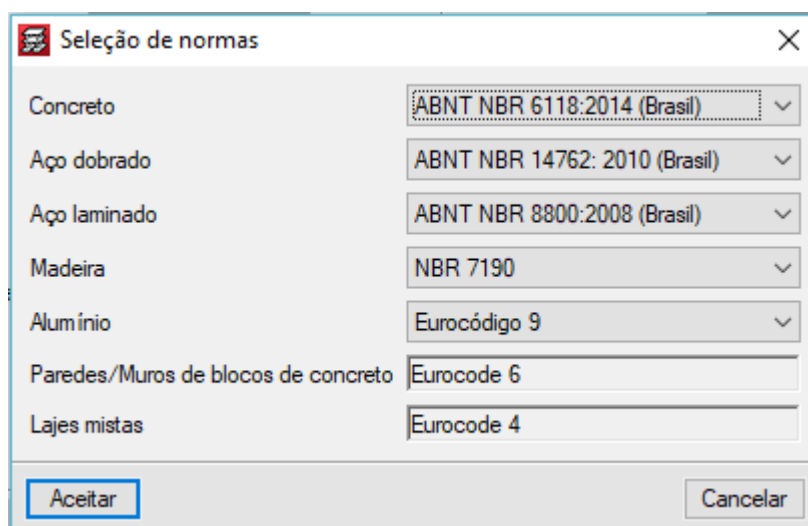 Seleção de normas
Concreto ABNT NBR 6118:2014 (Brasil)
Aço dobrado ABNT NBR 14762: 2010 (Brasil)
Aço laminado ABNT NBR 8800:2008 (Brasil)
Madeira NBR 7190
Alumínio Eurocódigo 9
Paredes/Muros de blocos de concreto Eurocode 6
Lajes mistas Eurocode 4
Aceitar Cancelar